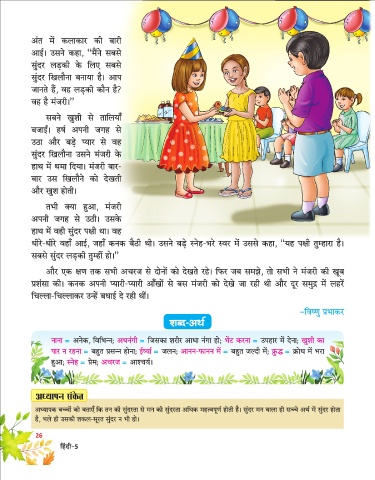 अंत में कलाकार की बारी
आई। उसने कहा, “मैंने सबसे
सुंदर लड़की के लिए सबसे
सुंदर खिलौना बनाया है। आप
जानते हैं, वह लड़की कौन है?
वह है मंजरी।”
सबने खुशी से तालियाँ
बजाईं। हर्ष अपनी जगह से
उठा और बड़े प्यार से वह
सुंदर खिलौना उसने मंजरी के
हाथ में थमा दिया। मंजरी बार-
बार उस खिलौने को देखती
और खुश होती।
तभी क्या हुआ, मंजरी
अपनी जगह से उठी। उसके
हाथ में वही सुंदर पक्षी था। वह
धीरे-धीरे वहाँ आई, जहाँ कनक बैठी थी। उसने बड़े स्नेह-भरे स्वर में उससे कहा, “यह पक्षी तुम्हारा है।
सबसे सुंदर लड़की तुम्हीं हो।”
और एक क्षण तक सभी अचरज से दोनों को देखते रहे। फिर जब समझे, तो सभी ने मंजरी की खूब
प्रशंसा की। कनक अपनी प्यारी-प्यारी आँखों से बस मंजरी को देखे जा रही थी और दूर समुद्र में लहरें
चिल्ला-चिल्लाकर उन्हें बधाई दे रही थीं।
–विष्णु प्रभाकर
शब्द-अर्थ
नाना = अनेक, विभिन्न; अधनंगी = जिसका शरीर आधा नंगा हो; भेंट करना = उपहार में देना; खुशी का
पार न रहना = बहुत प्रसन्न होना; ईर्ष्या = जलन; आनन-फानन में = बहुत जल्दी में; क्रुद्ध = क्रोध में भरा
हुआ; स्नेह = प्रेम; अचरज = आश्चर्य।
अध्यापन संकेत
अध्यापक बच्चों को बताएँ कि तन की सुंदरता से मन की सुंदरता अधिक महत्वपूर्ण होती है। सुंदर मन वाला ही सच्चे अर्थ में सुंदर होता
है, भले ही उसकी शक्ल-सूरत सुंदर न भी हो।
26
हिंदी-5